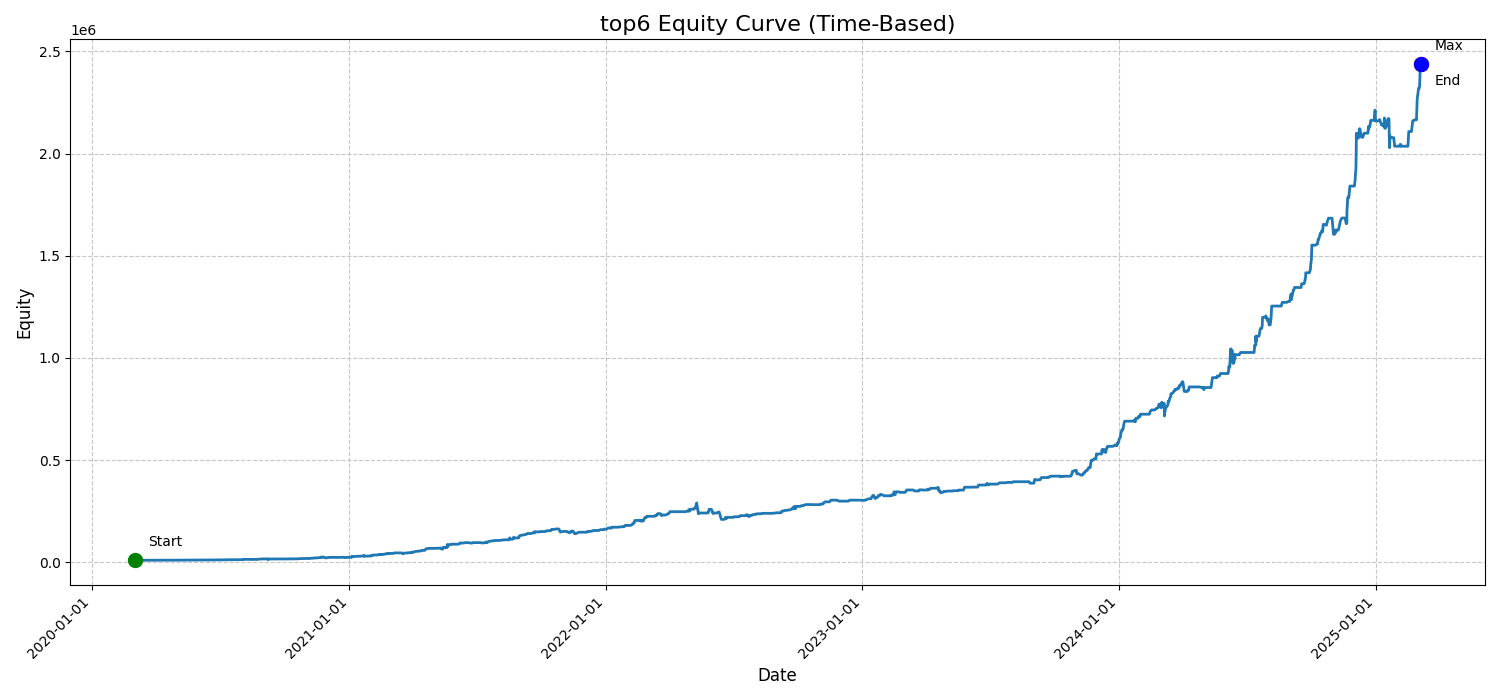 top6 Equity Curve (Time-Based)
1e6
Max
End
Start
2.5
2.0
1.5
1.0
0.5
0.0
Equity
2020-01-01
2021-01-01
2022-01-01
2023-01-01
2024-01-01
2025-01-01
Date